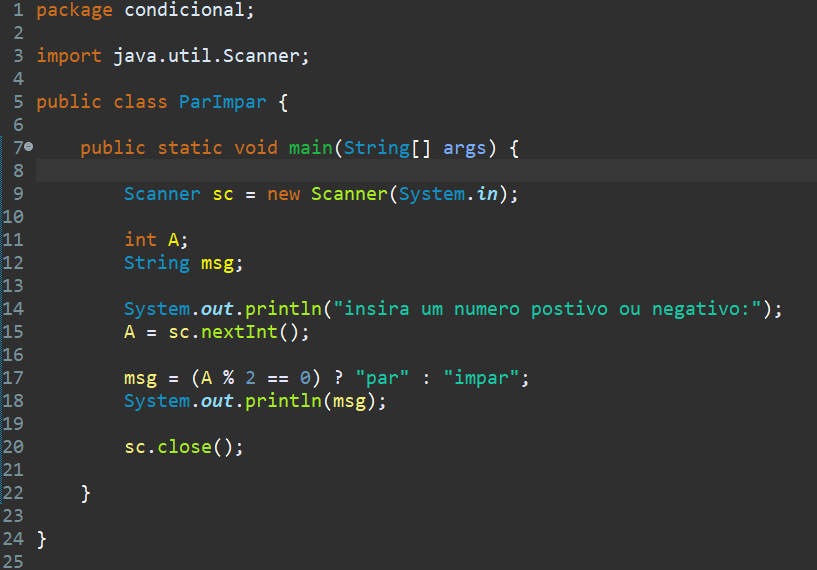 1 package condicional;
2
3 import java.util.Scanner;
4
5 public class ParImpar {
6
7 public static void main(String[] args) {
8
9 Scanner sc = new Scanner(System.in);
10
11 int A;
12 String msg;
13
14 System.out.println("insira um numero postivo ou negativo:");
15 A = sc.nextInt();
16
17 msg = (A % 2 == 0) ? "par" : "impar";
18 System.out.println(msg);
19
20 sc.close();
21
22 }
23
24 }
25